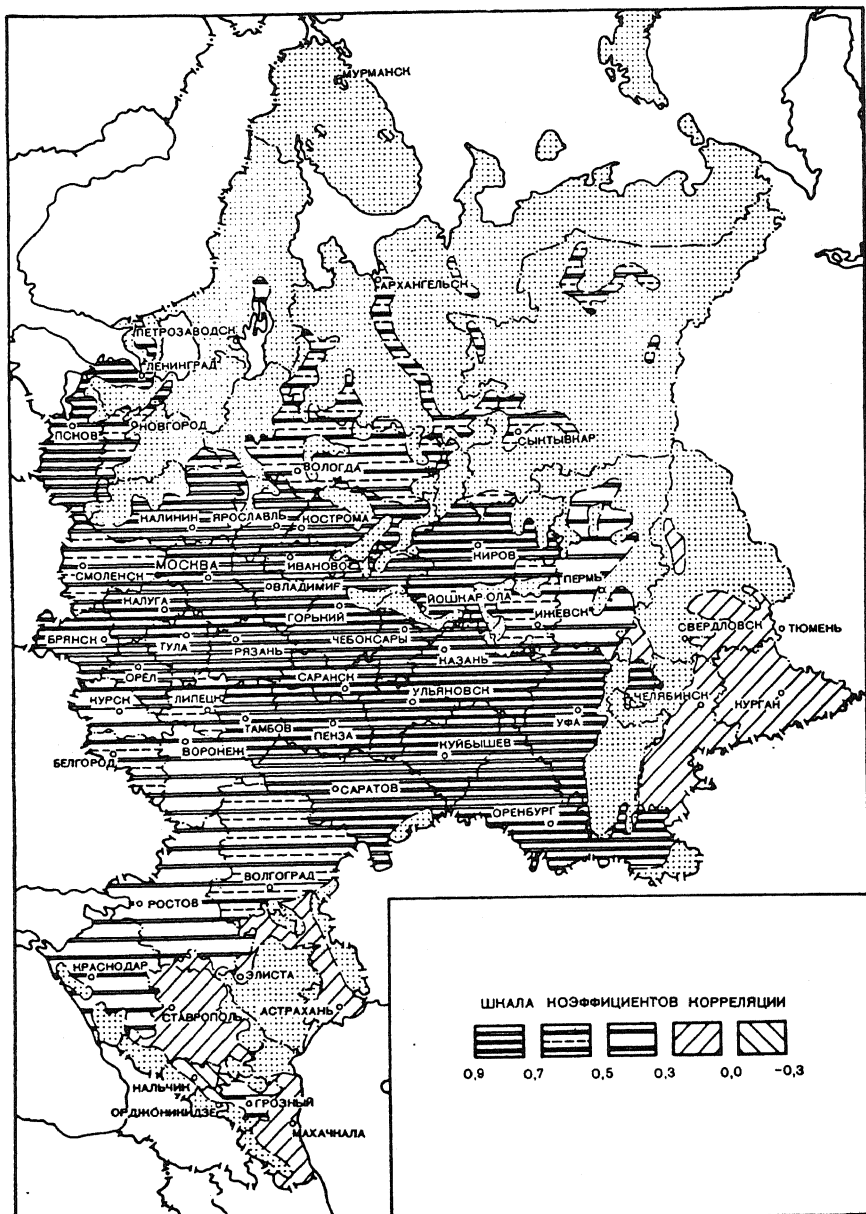 МУРМАНСК
АРХАНГЕЛЬСК
ПЕТРОЗАВОДСК
ЛЕНИНГРАД
ПСКОВ
НОВГОРОД
СЫКТЫВКАР
ВОЛОГДА
КАЛИНИН
ЯРОСЛАВЛЬ
КОСТРОМА
КИРОВ
МОСКВА
ИВАНОВО
СМОЛЕНСК
ПЕРМЬ
ВЛАДИМИР
КАЛУГА
ЙОШКАР ОЛА
ГОРЬКИЙ
ИЖЕВСК
СВЕРДЛОВСК
ТЮМЕНЬ
БРЯНСК
ТУЛА
РЯЗАНЬ
ЧЕБОКСАРЫ
КАЗАНЬ
ОРЕЛ
САРАНСК
УЛЬЯНОВСК
ЧЕЛЯБИНСК
КУРГАН
КУРСК
ЛИПЕЦК
ТАМБОВ
ПЕНЗА
УФА
ВОРОНЕЖ
КУЙБЫШЕВ
БЕЛГОРОД
САРАТОВ
ОРЕНБУРГ
ВОЛГОГРАД
РОСТОВ
КРАСНОДАР
ЭЛИСТА
СТАВРОПОЛЬ
АСТРАХАНЬ
НАЛЬЧИК
ОРДЖОНИКИДЗЕ
ГРОЗНЫЙ
МАХАЧКАЛА
ШКАЛА КОЭФФИЦИЕНТОВ КОРРЕЛЯЦИИ
0,9 0,7 0,5 0,3 0,0 -0,3